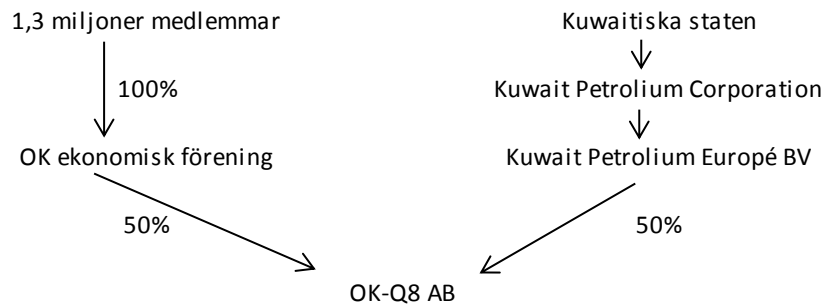 1,3 miljoner medlemmar
Kuwaitiska staten
100%
Kuwait Petrolium Corporation
OK ekonomisk förening
Kuwait Petrolium Europé BV
50%
50%
OK-Q8 AB